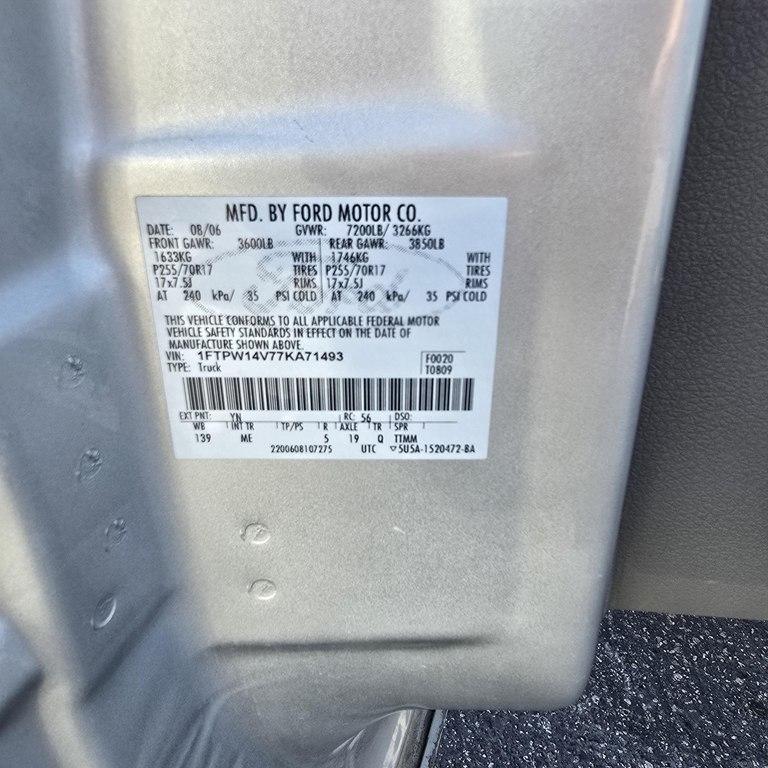 MFD. BY FORD MOTOR CO.
DATE: 08/06 GVWR: 7200LB/ 3266KG
FRONT GAWR: 3600LB REAR GAWR: 3850LB
1633KG WITH 1746KG WITH
P255/70R17 TIRES P255/70R17 TIRES
17x7.5J RIMS 17x7.5J RIMS
AT 240 kPa/ 35 PSI COLD AT 240 kPa/ 35 PSI COLD
THIS VEHICLE CONFORMS TO ALL APPLICABLE FEDERAL MOTOR
VEHICLE SAFETY STANDARDS IN EFFECT ON THE DATE OF
MANUFACTURE SHOWN ABOVE.
VIN: 1FTPW14V77KA71493 F0020
TYPE: Truck T0809
EXT PNT: YN RC: 56 DSO:
WB INT TR TP/PS R AXLE TR SPR
139 ME 5 19 Q TTMM
2200608107275 UTC ▽5U5A-1520472-BA
Ford